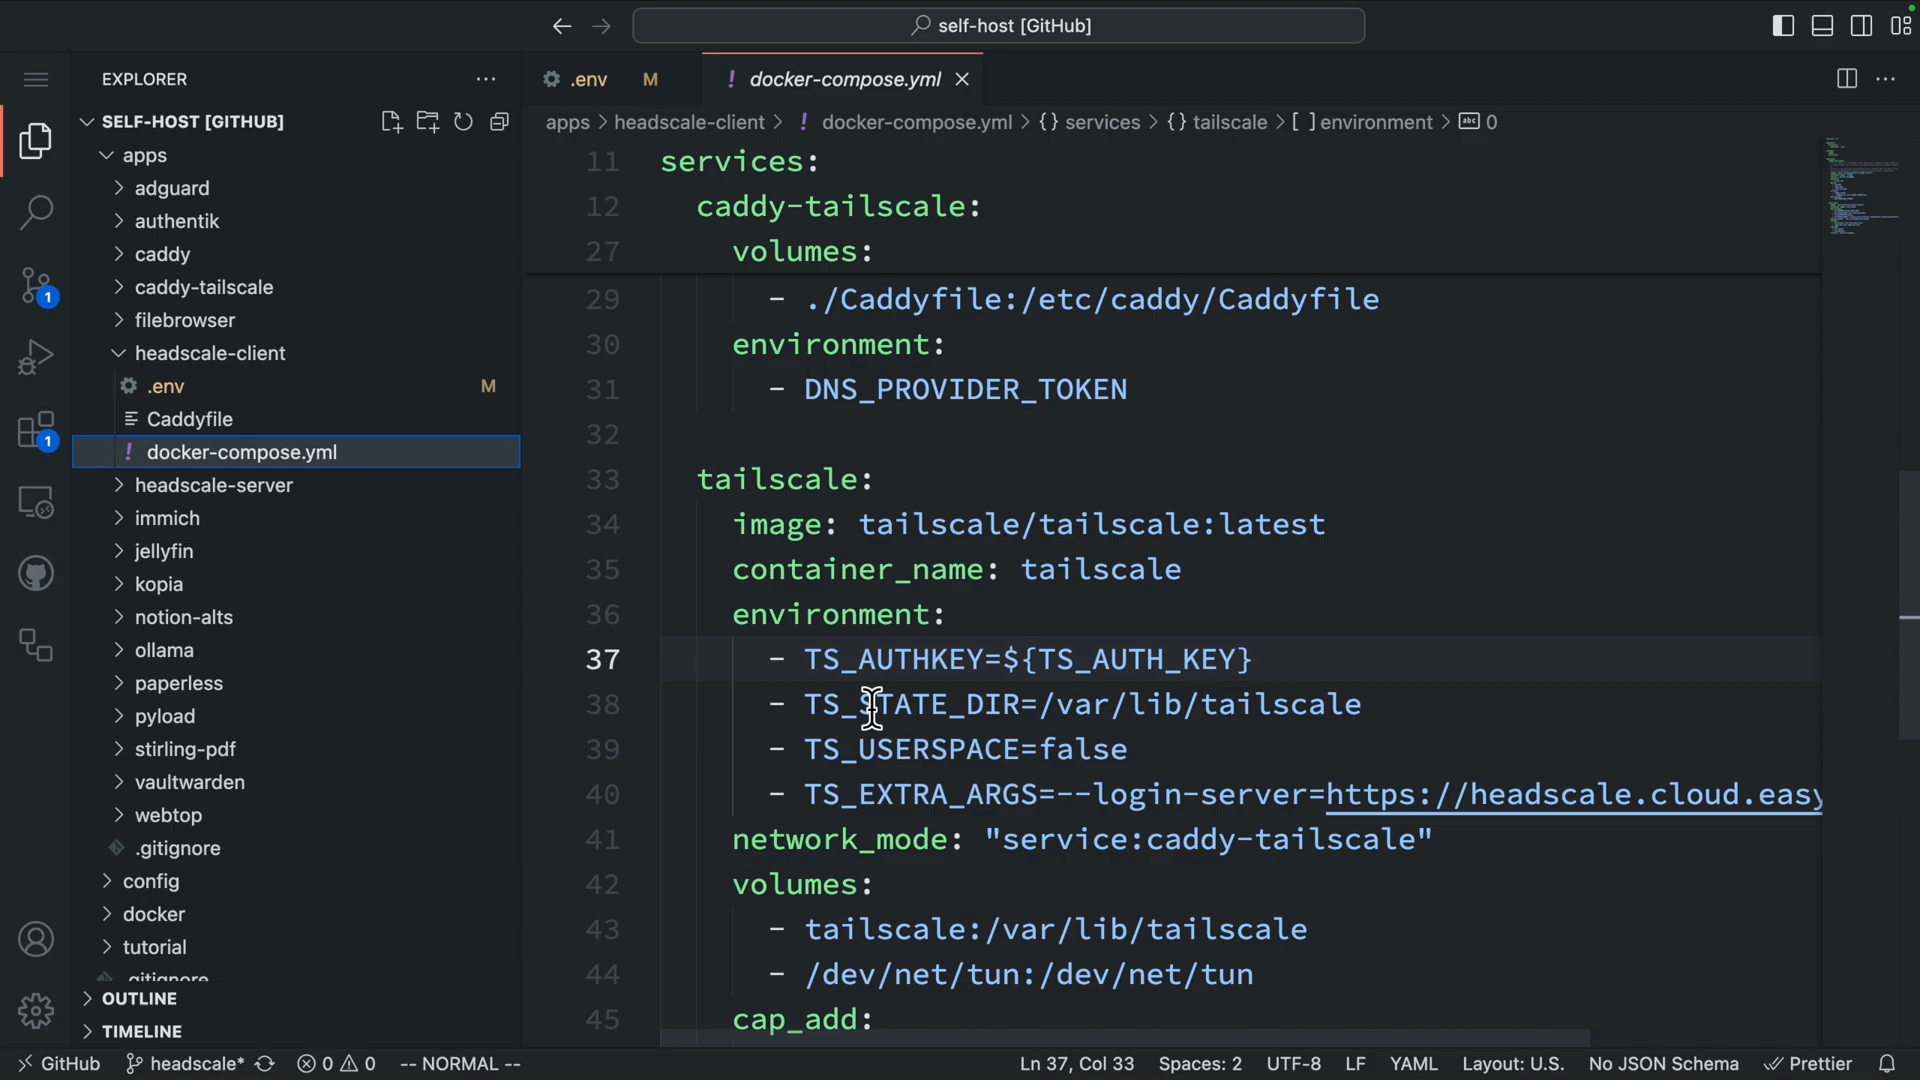 self-host [GitHub]
EXPLORER
.env M
docker-compose.yml
SELF-HOST [GITHUB]
apps > headscale-client > docker-compose.yml > {} services > {} tailscale > [ ] environment > abc 0
apps
adguard
authentik
caddy
caddy-tailscale
filebrowser
headscale-client
.env M
Caddyfile
docker-compose.yml
headscale-server
immich
jellyfin
kopia
notion-alts
ollama
paperless
pyload
stirling-pdf
vaultwarden
webtop
.gitignore
config
docker
tutorial
.gitignore
OUTLINE
TIMELINE
1
1
11 services:
12 caddy-tailscale:
27 volumes:
29 - ./Caddyfile:/etc/caddy/Caddyfile
30 environment:
31 - DNS_PROVIDER_TOKEN
32
33 tailscale:
34 image: tailscale/tailscale:latest
35 container_name: tailscale
36 environment:
37 - TS_AUTHKEY=${TS_AUTH_KEY}
38 - TS_STATE_DIR=/var/lib/tailscale
39 - TS_USERSPACE=false
40 - TS_EXTRA_ARGS=--login-server=https://headscale.cloud.easy
41 network_mode: "service:caddy-tailscale"
42 volumes:
43 - tailscale:/var/lib/tailscale
44 - /dev/net/tun:/dev/net/tun
45 cap_add:
GitHub headscale* 0 0 -- NORMAL -- Ln 37, Col 33 Spaces: 2 UTF-8 LF YAML Layout: U.S. No JSON Schema Prettier